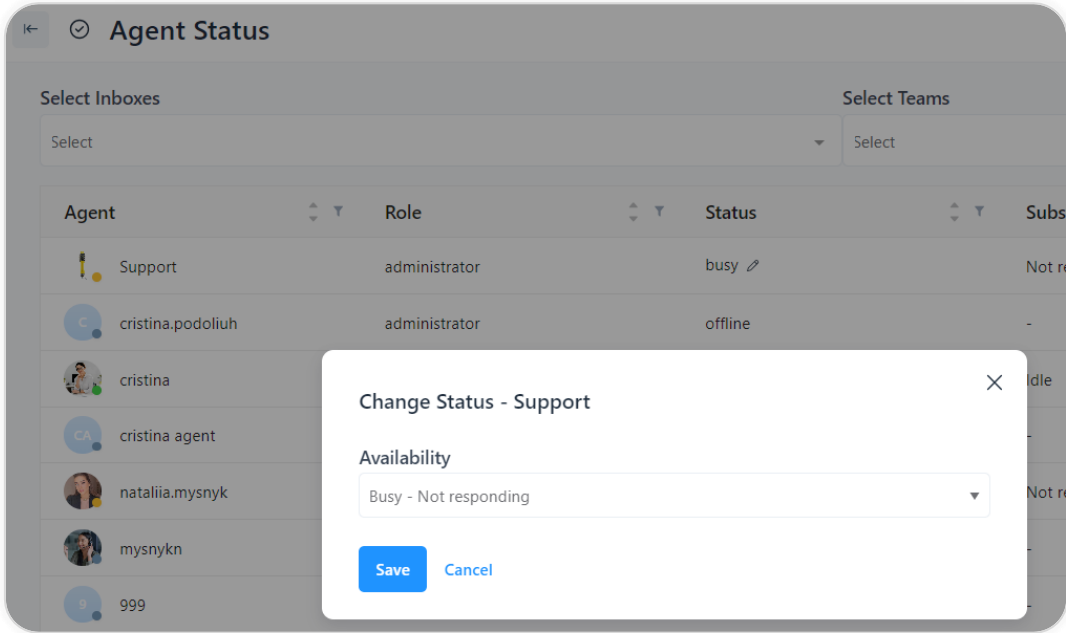 Agent Status
Select Inboxes Select Teams
Select Select
Agent Role Status Subs
Support administrator busy Not re
C cristina.podoliuh administrator offline -
cristina Idle
CA cristina agent -
nataliia.mysnyk Not re
mysnykn -
9 999 -
Change Status - Support
Availability
Busy - Not responding
Save Cancel